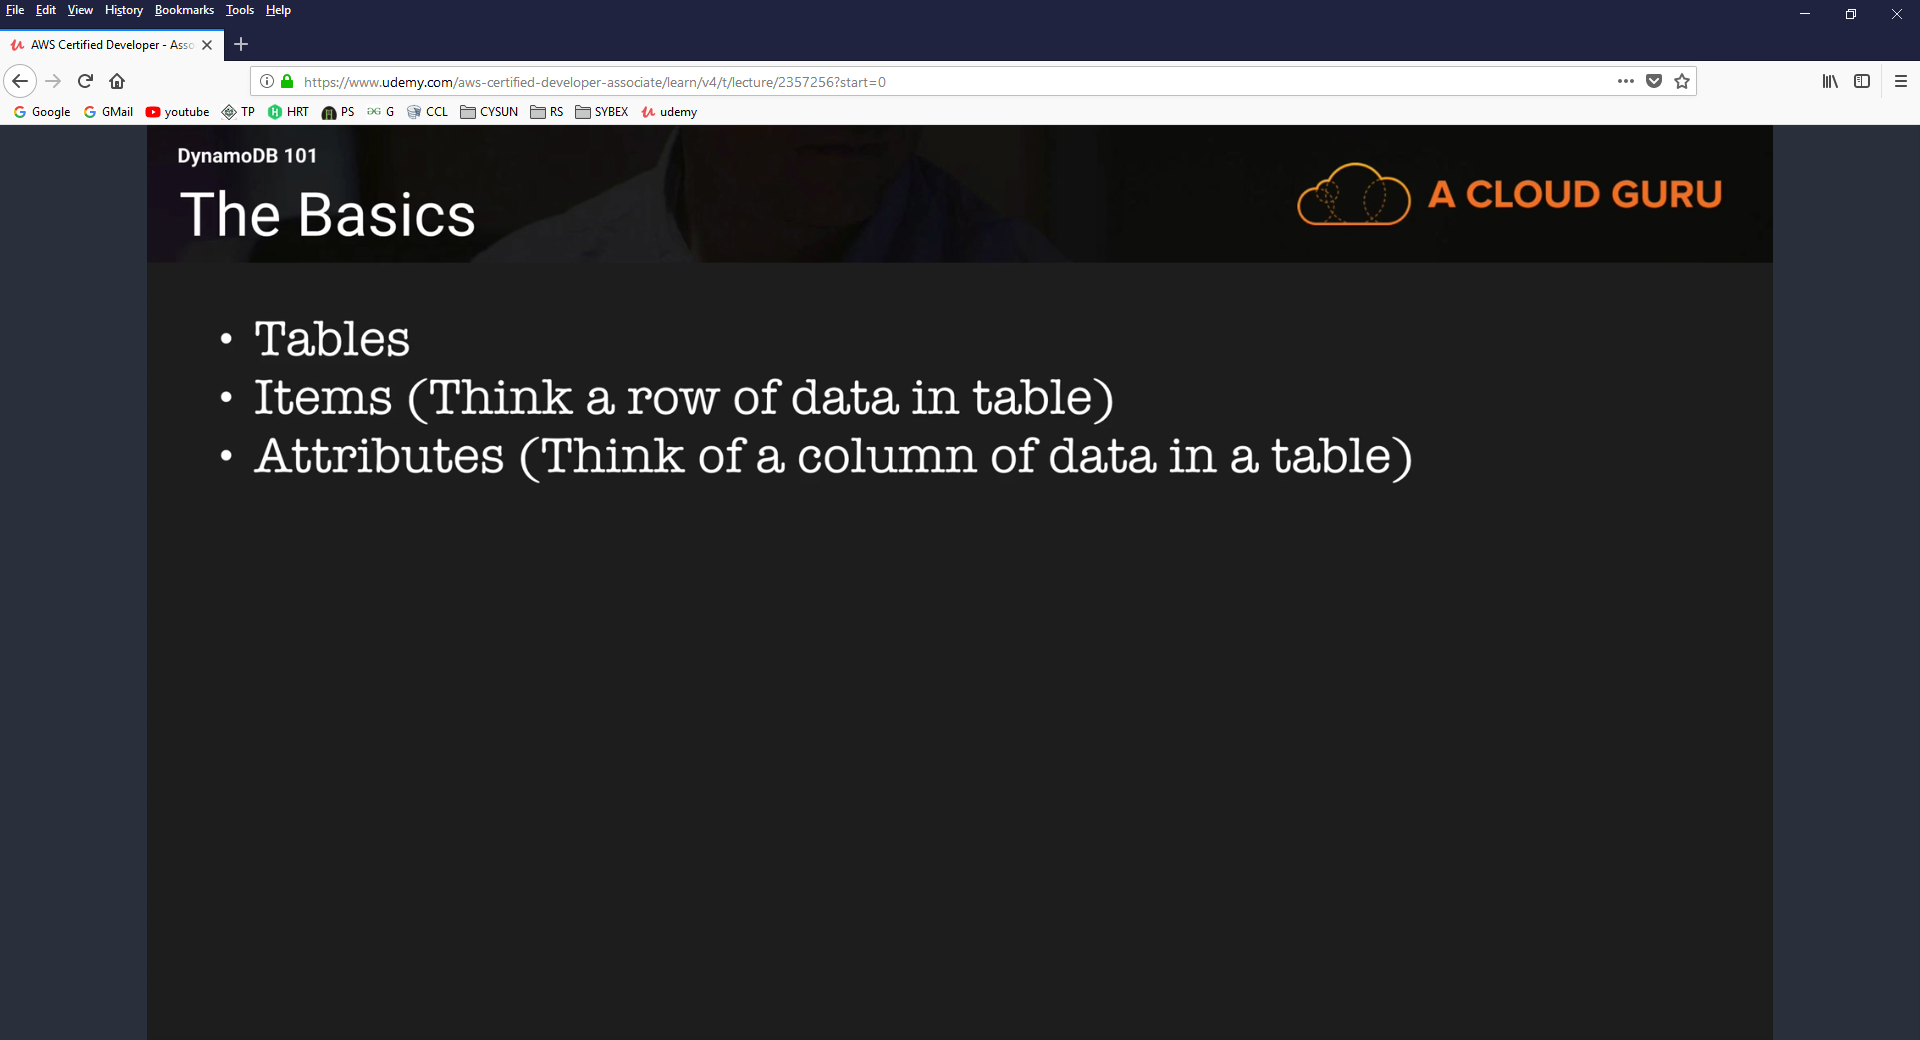 File Edit View History Bookmarks Tools Help
AWS Certified Developer - Asso
https://www.udemy.com/aws-certified-developer-associate/learn/v4/t/lecture/2357256?start=0
Google GMail youtube TP HRT PS G CCL CYSUN RS SYBEX udemy
DynamoDB 101
The Basics
A CLOUD GURU
• Tables
• Items (Think a row of data in table)
• Attributes (Think of a column of data in a table)